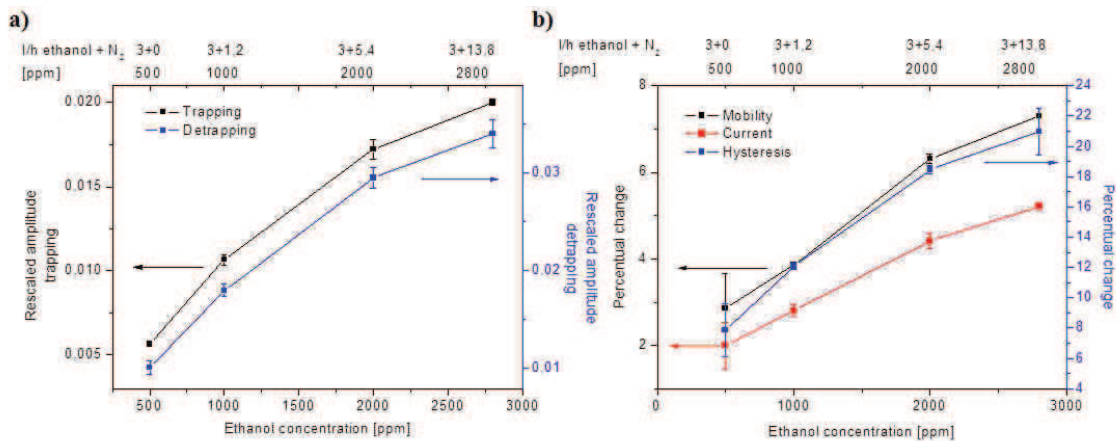 a)
l/h ethanol + N2 3+0 3+1,2 3+5,4 3+13,8
[ppm] 500 1000 2000 2800
0.020
0.015
0.010
0.005
Rescaled amplitude
trapping
Trapping
Detrapping
0.03
0.02
0.01
Rescaled amplitude
detrapping
500 1000 1500 2000 2500 3000
Ethanol concentration [ppm]
b)
l/h ethanol + N2 3+0 3+1,2 3+5,4 3+13,8
[ppm] 500 1000 2000 2800
8
6
4
2
Percentual change
Mobility
Current
Hysteresis
24
22
20
18
16
14
12
10
8
6
4
Percentual change
0 1000 2000 3000
Ethanol concentration [ppm]